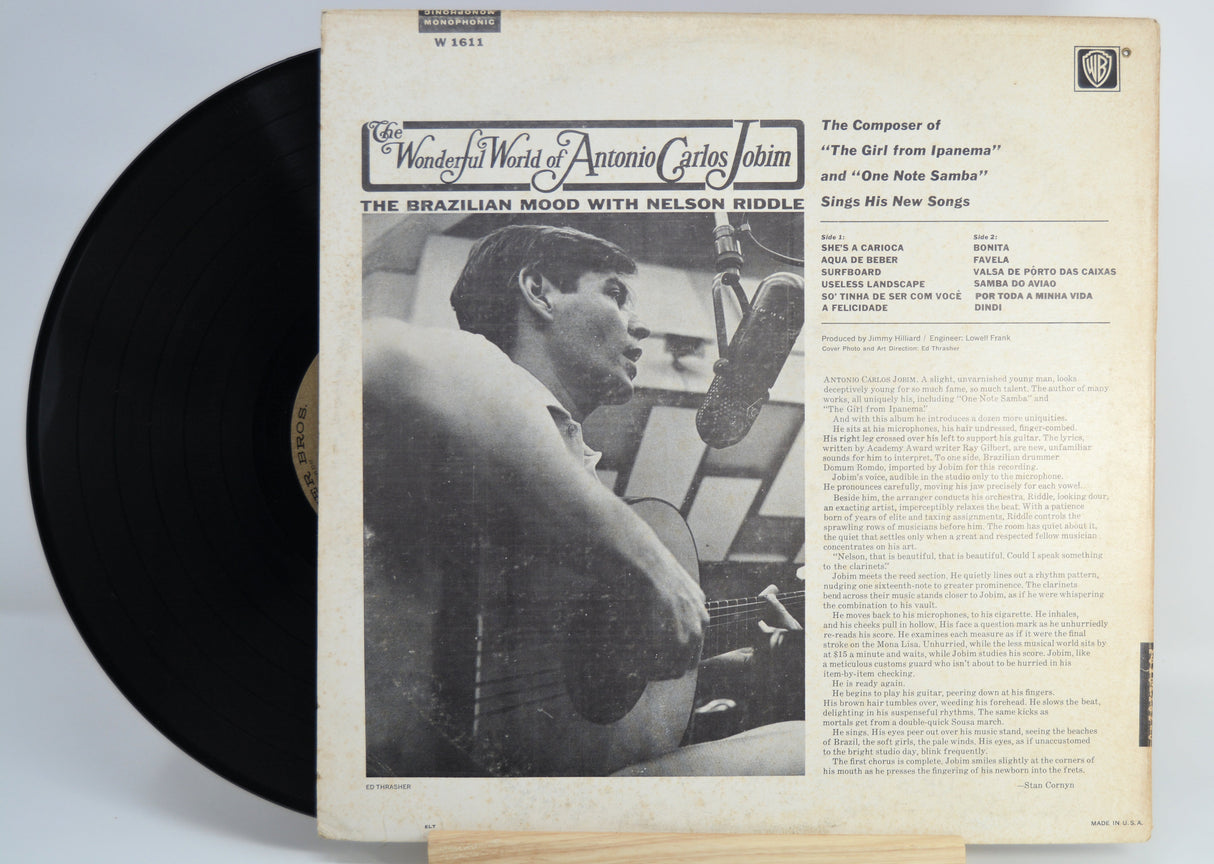 MONOPHONIC
W 1611
WB
The Wonderful World of Antonio Carlos Jobim
THE BRAZILIAN MOOD WITH NELSON RIDDLE
ER BROS.
ED THRASHER
ELT
The Composer of
“The Girl from Ipanema”
and “One Note Samba”
Sings His New Songs
Side 1:
SHE'S A CARIOCA
AQUA DE BEBER
SURFBOARD
USELESS LANDSCAPE
SO' TINHA DE SER COM VOCÊ
A FELICIDADE
Side 2:
BONITA
FAVELA
VALSA DE PÔRTO DAS CAIXAS
SAMBA DO AVIAO
POR TODA A MINHA VIDA
DINDI
Produced by Jimmy Hilliard / Engineer: Lowell Frank
Cover Photo and Art Direction: Ed Thrasher
ANTONIO CARLOS JOBIM. A slight, unvarnished young man, looks
deceptively young for so much fame, so much talent. The author of many
works, all uniquely his, including “One Note Samba” and
“The Girl from Ipanema.”
And with this album he introduces a dozen more uniquities.
He sits at his microphones, his hair undressed, finger-combed.
His right leg crossed over his left to support his guitar. The lyrics,
written by Academy Award writer Ray Gilbert, are new, unfamiliar
sounds for him to interpret. To one side, Brazilian drummer
Domum Romdo, imported by Jobim for this recording.
Jobim's voice, audible in the studio only to the microphone.
He pronounces carefully, moving his jaw precisely for each vowel.
Beside him, the arranger conducts his orchestra. Riddle, looking dour,
an exacting artist, imperceptibly relaxes the beat. With a patience
born of years of elite and taxing assignments, Riddle controls the
sprawling rows of musicians before him. The room has quiet about it,
the quiet that settles only when a great and respected fellow musician
concentrates on his art.
“Nelson, that is beautiful, that is beautiful. Could I speak something
to the clarinets.”
Jobim meets the reed section. He quietly lines out a rhythm pattern,
nudging one sixteenth-note to greater prominence. The clarinets
bend across their music stands closer to Jobim, as if he were whispering
the combination to his vault.
He moves back to his microphones, to his cigarette. He inhales,
and his cheeks pull in hollow. His face a question mark as he unhurriedly
re-reads his score. He examines each measure as if it were the final
stroke on the Mona Lisa. Unhurried, while the less musical world sits by
at $15 a minute and waits, while Jobim studies his score. Jobim, like
a meticulous customs guard who isn't about to be hurried in his
item-by-item checking.
He is ready again.
He begins to play his guitar, peering down at his fingers.
His brown hair tumbles over, weeding his forehead. He slows the beat,
delighting in his suspenseful rhythms. The same kicks as
mortals get from a double-quick Sousa march.
He sings. His eyes peer out over his music stand, seeing the beaches
of Brazil, the soft girls, the pale winds. His eyes, as if unaccustomed
to the bright studio day, blink frequently.
The first chorus is complete. Jobim smiles slightly at the corners of
his mouth as he presses the fingering of his newborn into the frets.
—Stan Cornyn
MADE IN U.S.A.